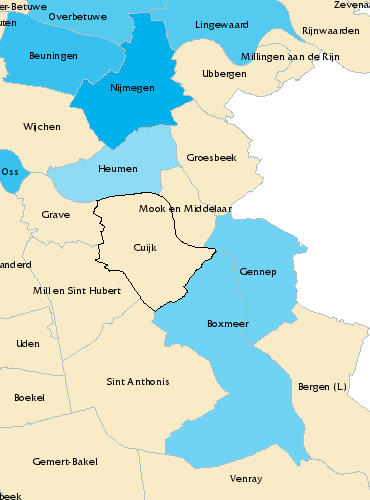 er-Betuwe
Zevena
Overbetuwe
Lingewaard
uten
Rijnwaarden
Beuningen
Millingen aan de Rijn
Ubbergen
Nijmegen
Wijchen
Groesbeek
Heumen
Oss
Grave
Mook en Middelaar
Cuijk
anderd
Gennep
Mill en Sint Hubert
Boxmeer
Uden
Sint Anthonis
Bergen (L.)
Boekel
Gemert-Bakel
Venray
beek